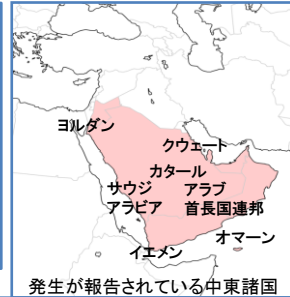 ヨルダン
クウェート
カタール
サウジ
アラビア
アラブ
首長国連邦
オマーン
イエメン
発生が報告されている中東諸国